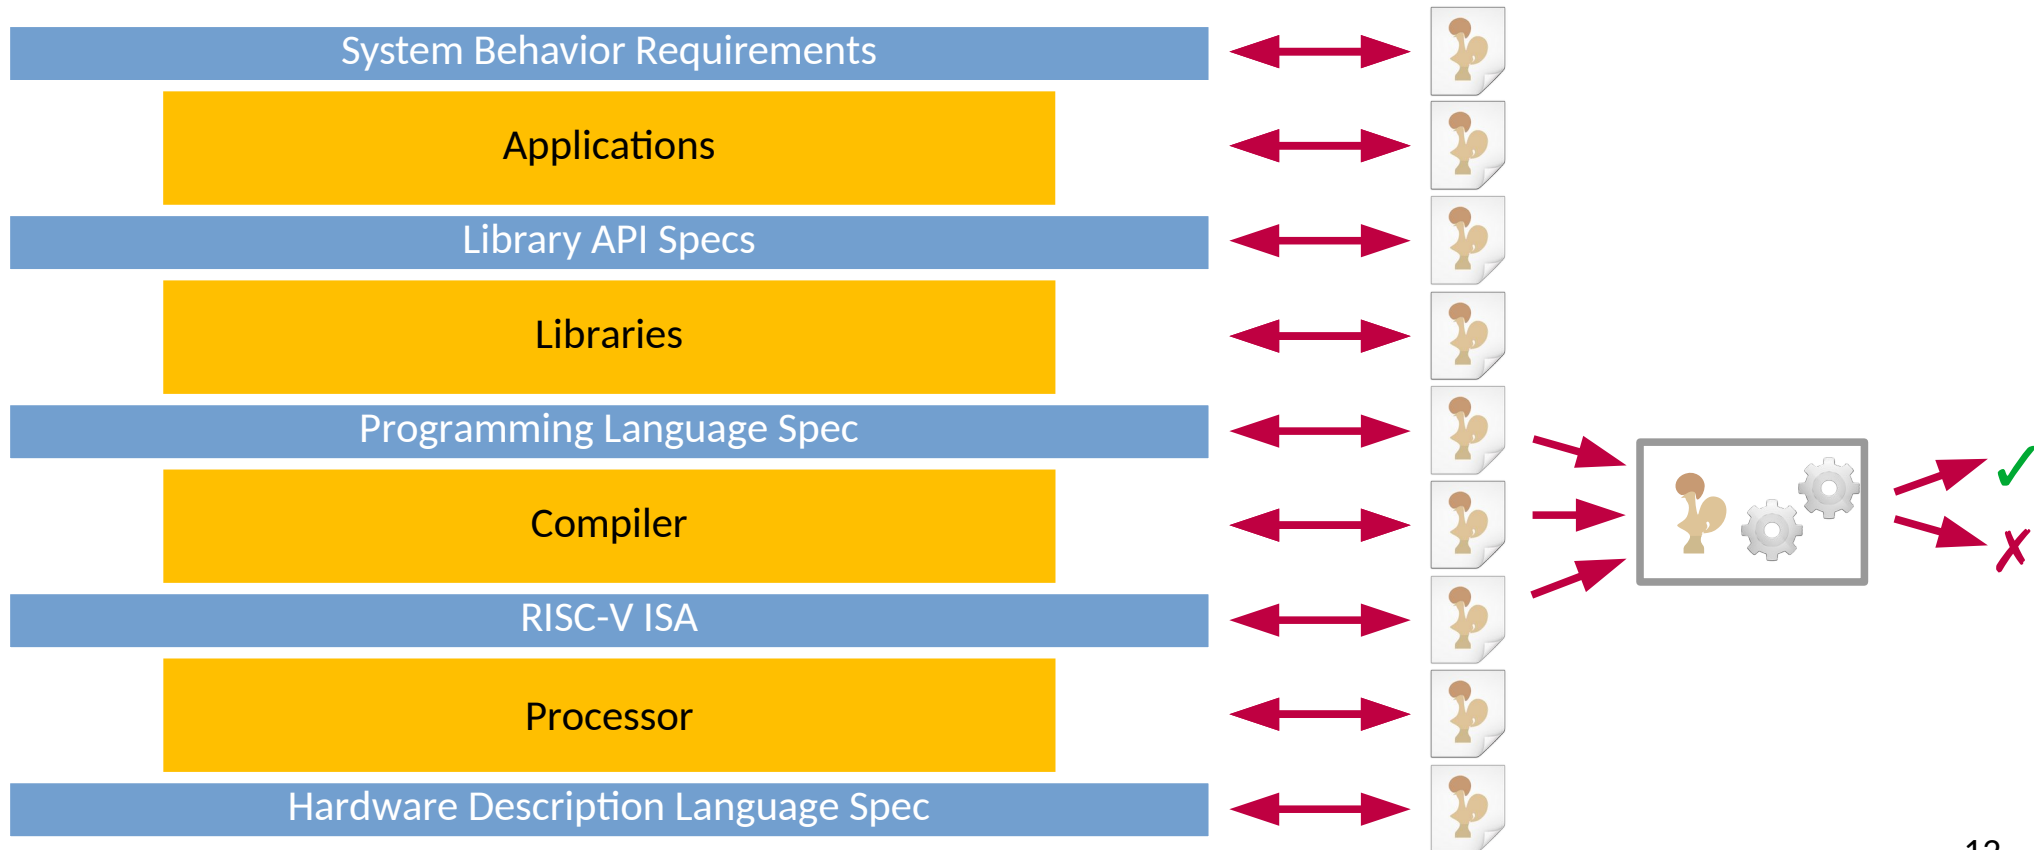 System Behavior Requirements
Applications
Library API Specs
Libraries
Programming Language Spec
Compiler
RISC-V ISA
Processor
Hardware Description Language Spec